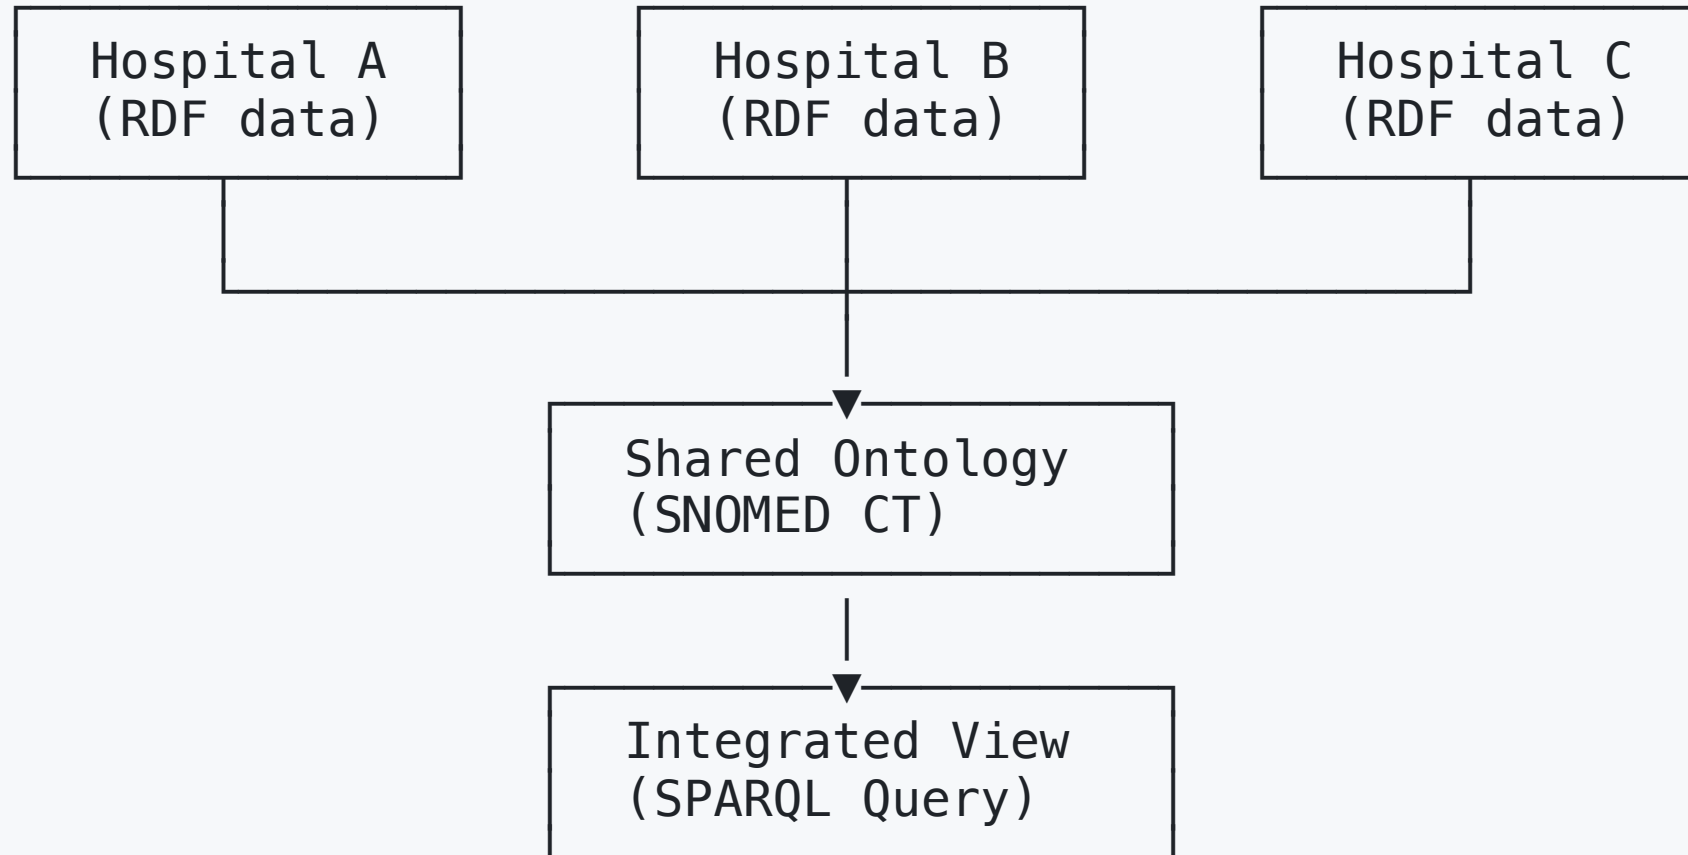 Hospital A
(RDF data)
Hospital B
(RDF data)
Hospital C
(RDF data)
Shared Ontology
(SNOMED CT)
Integrated View
(SPARQL Query)